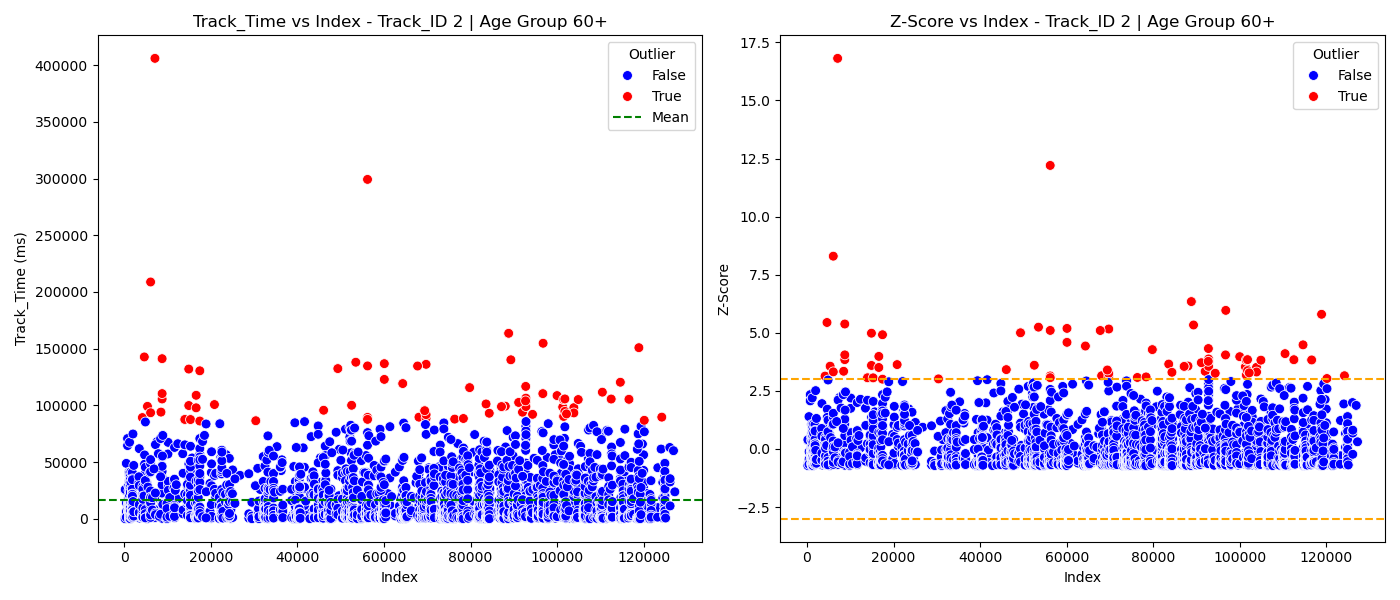 Track_Time vs Index - Track_ID 2 | Age Group 60+
Track_Time (ms)
400000
350000
300000
250000
200000
150000
100000
50000
0
0
20000
40000
60000
80000
100000
120000
Index
Outlier
False
True
Mean
Z-Score vs Index - Track_ID 2 | Age Group 60+
Z-Score
17.5
15.0
12.5
10.0
7.5
5.0
2.5
0.0
−2.5
0
20000
40000
60000
80000
100000
120000
Index
Outlier
False
True